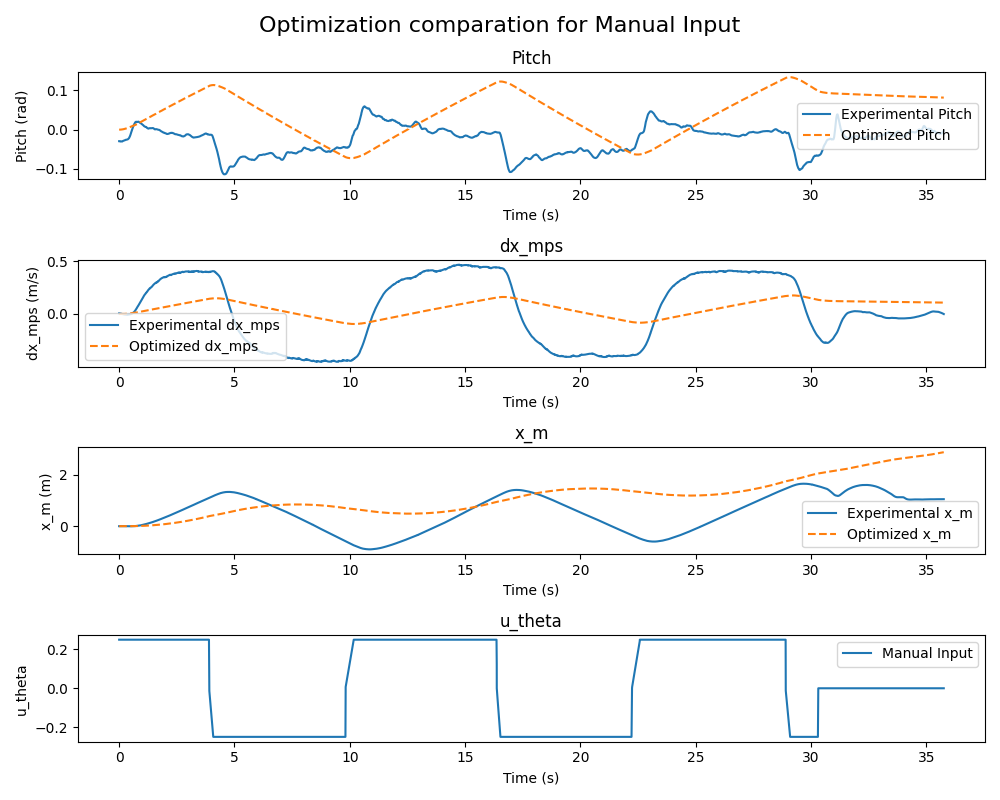 Optimization comparation for Manual Input
Pitch
Pitch (rad)
0.1
0.0
−0.1
Experimental Pitch
Optimized Pitch
0 5 10 15 20 25 30 35
Time (s)
dx_mps
dx_mps (m/s)
0.5
0.0
Experimental dx_mps
Optimized dx_mps
0 5 10 15 20 25 30 35
Time (s)
x_m
x_m (m)
2
0
Experimental x_m
Optimized x_m
0 5 10 15 20 25 30 35
Time (s)
u_theta
u_theta
0.2
0.0
−0.2
Manual Input
0 5 10 15 20 25 30 35
Time (s)